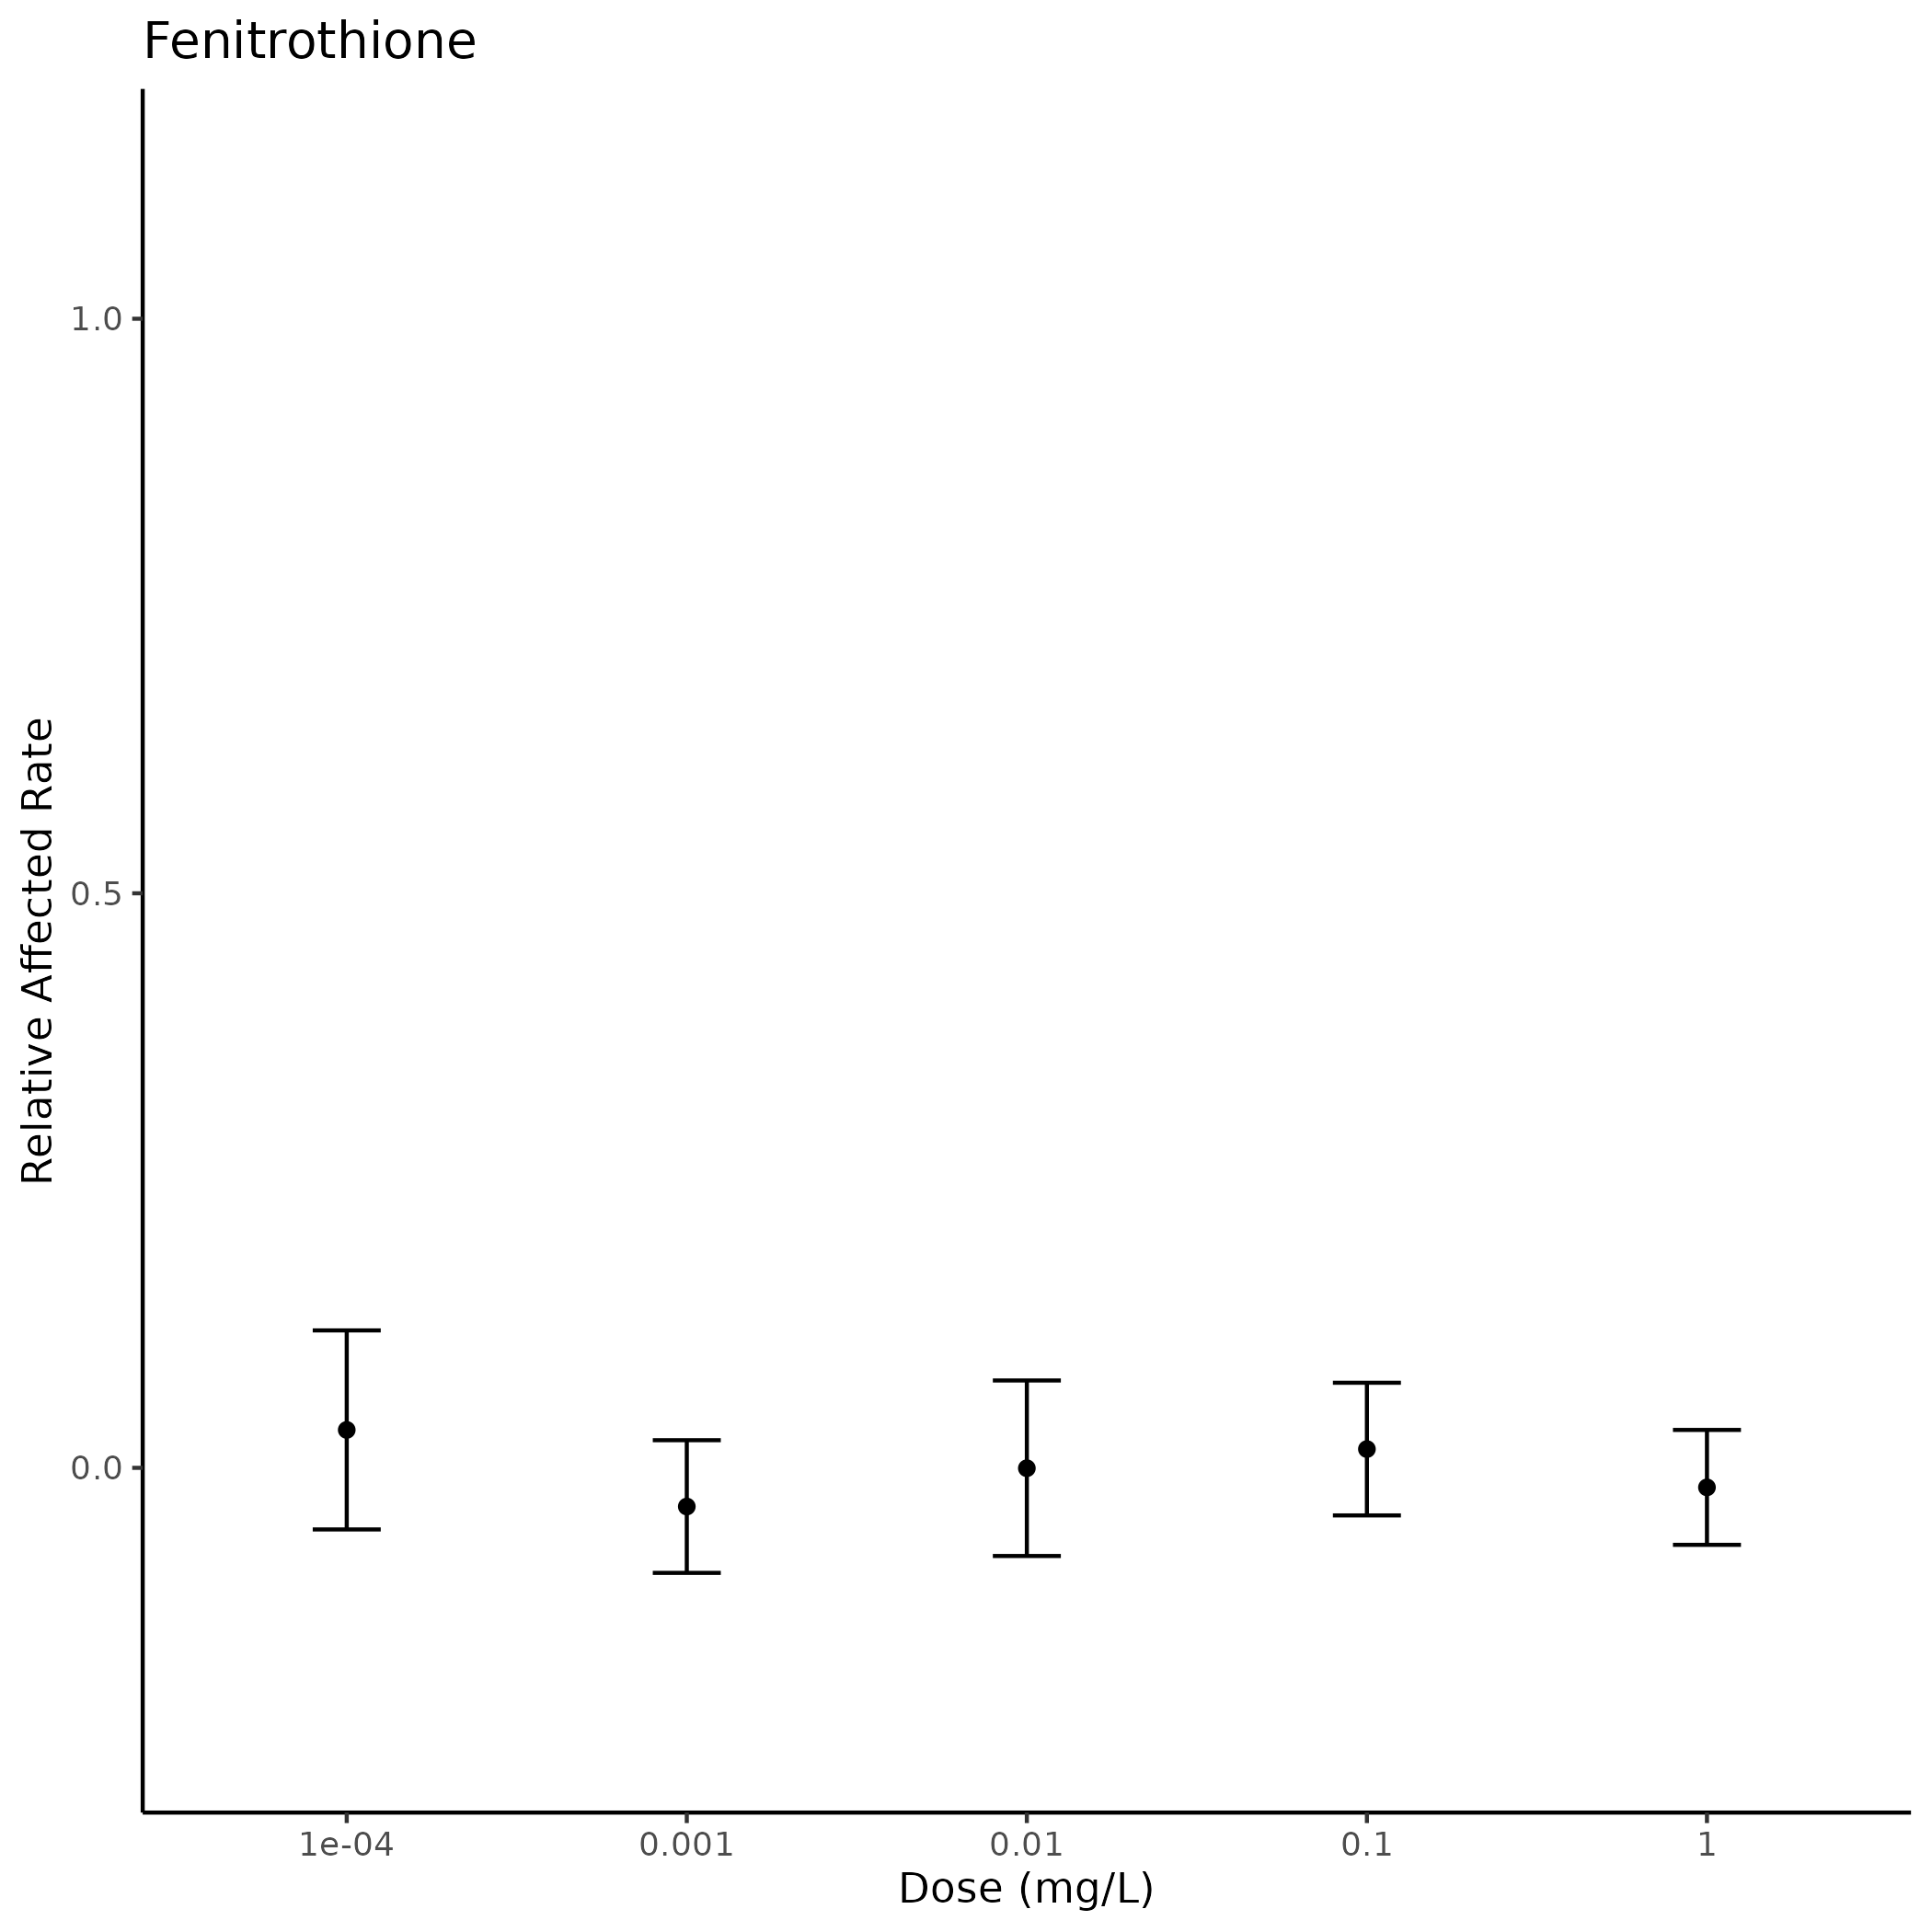 Fenitrothione
Relative Affected Rate
1.0
0.5
0.0
1e-04 0.001 0.01 0.1 1
Dose (mg/L)